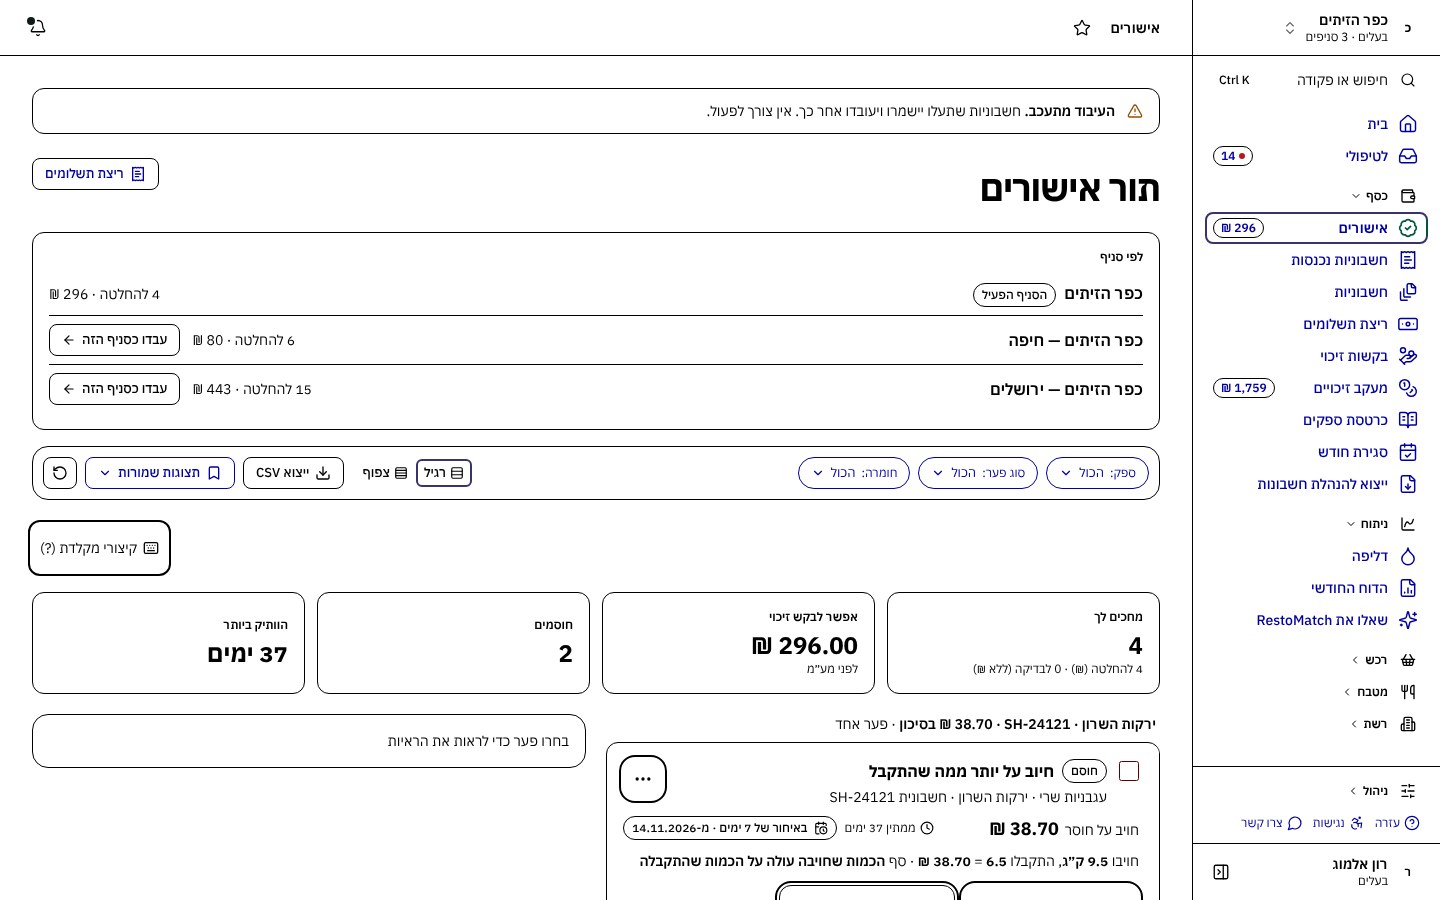 כ
כפר הזיתים
בעלים · 3 סניפים
חיפוש או פקודה
Ctrl K
בית
לטיפולי
14
כסף
אישורים
296 ₪
חשבוניות נכנסות
חשבוניות
ריצת תשלומים
בקשות זיכוי
מעקב זיכויים
1,759 ₪
כרטסת ספקים
סגירת חודש
ייצוא להנהלת חשבונות
ניתוח
דליפה
הדוח החודשי
שאלו את RestoMatch
רכש
מטבח
רשת
ניהול
עזרה
נגישות
צרו קשר
ר
רון אלמוג
בעלים
אישורים
העיבוד מתעכב. חשבוניות שתעלו יישמרו ויעובדו אחר כך. אין צורך לפעול.
תור אישורים
ריצת תשלומים
לפי סניף
כפר הזיתים הסניף הפעיל
4 להחלטה · 296 ₪
כפר הזיתים — חיפה
6 להחלטה · 80 ₪
עבדו כסניף הזה
כפר הזיתים — ירושלים
15 להחלטה · 443 ₪
עבדו כסניף הזה
ספק: הכול
סוג פער: הכול
חומרה: הכול
רגיל
צפוף
ייצוא CSV
תצוגות שמורות
קיצורי מקלדת (?)
מחכים לך
4
4 להחלטה (₪) · 0 לבדיקה (ללא ₪)
אפשר לבקש זיכוי
296.00 ₪
לפני מע״מ
חוסמים
2
הוותיק ביותר
37 ימים
ירקות השרון · SH-24121 · 38.70 ₪ בסיכון · פער אחד
חוסם
חיוב על יותר ממה שהתקבל
עגבניות שרי · ירקות השרון · חשבונית SH-24121
חויב על חוסר 38.70 ₪
ממתין 37 ימים
באיחור של 7 ימים · מ-14.11.2026
חויבו 9.5 ק״ג, התקבלו 6.5 = 38.70 ₪ · סף הכמות שחויבה עולה על הכמות שהתקבלה
בחרו פער כדי לראות את הראיות